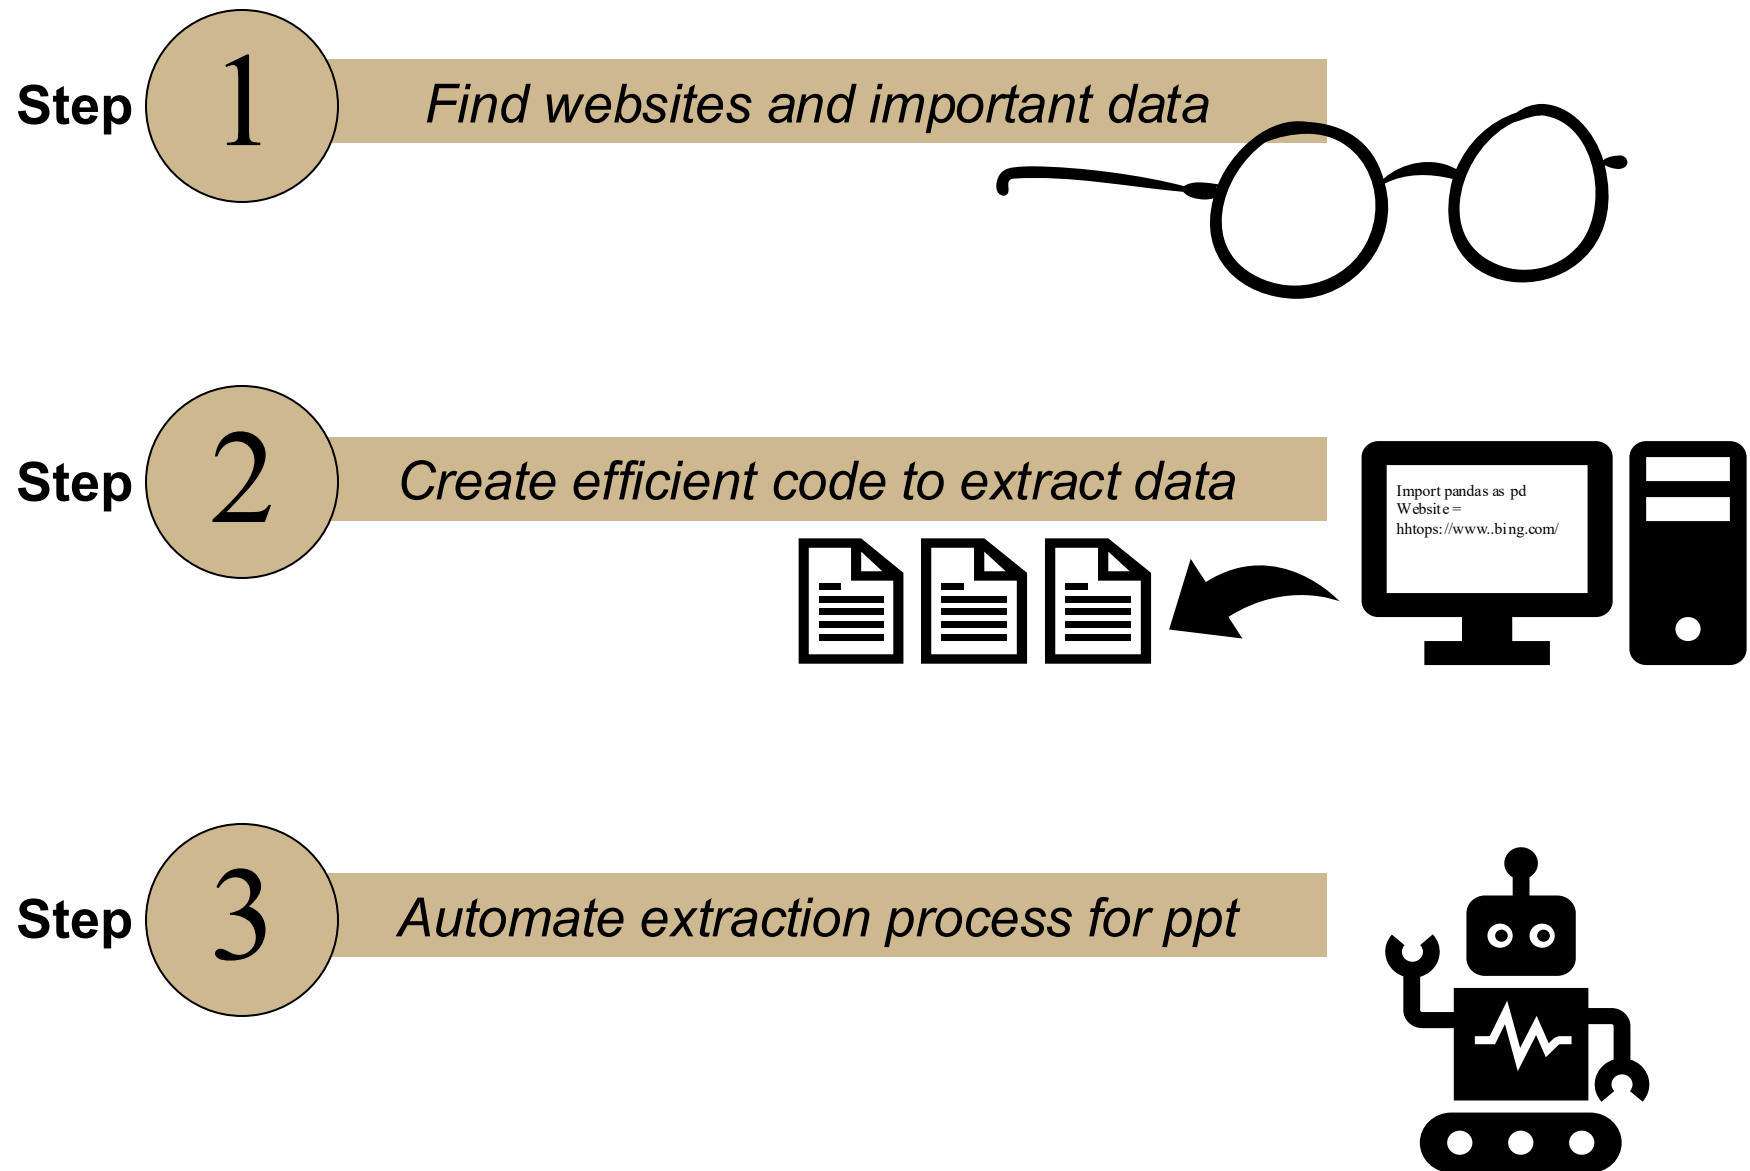 Step 1 Find websites and important data
Step 2 Create efficient code to extract data
Import pandas as pd
Website =
hhtops://www..bing.com/
Step 3 Automate extraction process for ppt